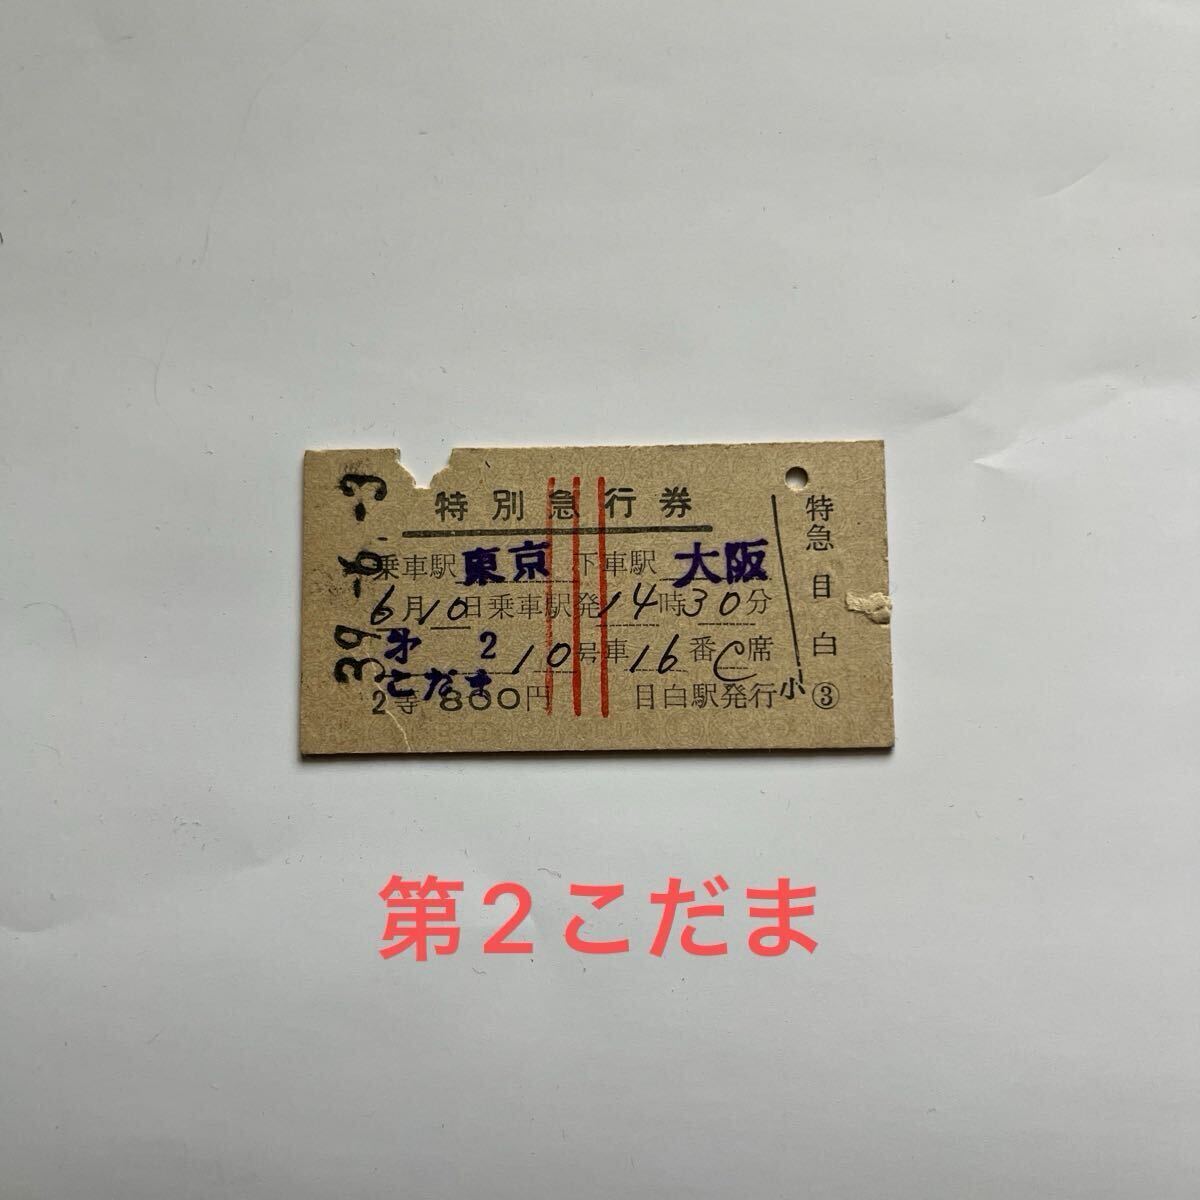 39.-6.-3
特別急行券
乗車駅 東京 下車駅 大阪
6月10日乗車駅発14時30分
第2 10号車16番C席
こだま
2等 800円 目白駅発行 小
特急 目白 ③
第2こだま